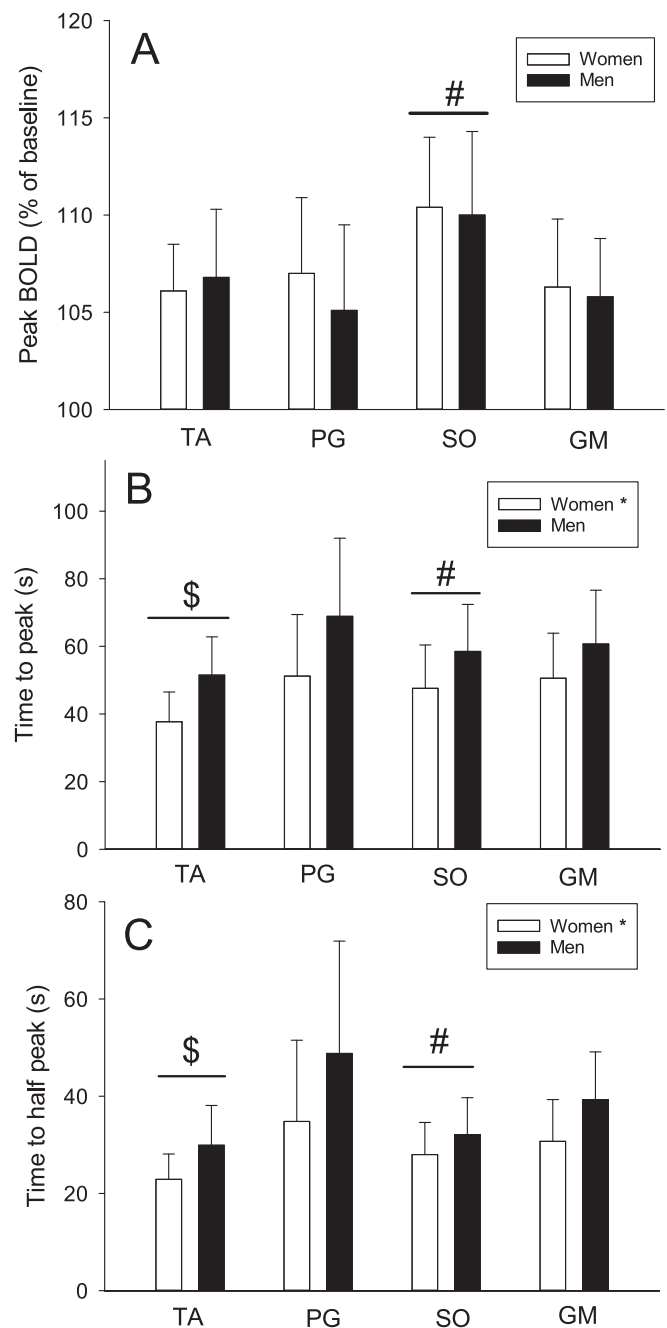 A
Women
Men
#
Peak BOLD (% of baseline)
120
115
110
105
100
TA PG SO GM
B
Women *
Men
$ #
Time to peak (s)
100
80
60
40
20
0
TA PG SO GM
C
Women *
Men
$ #
Time to half peak (s)
80
60
40
20
0
TA PG SO GM